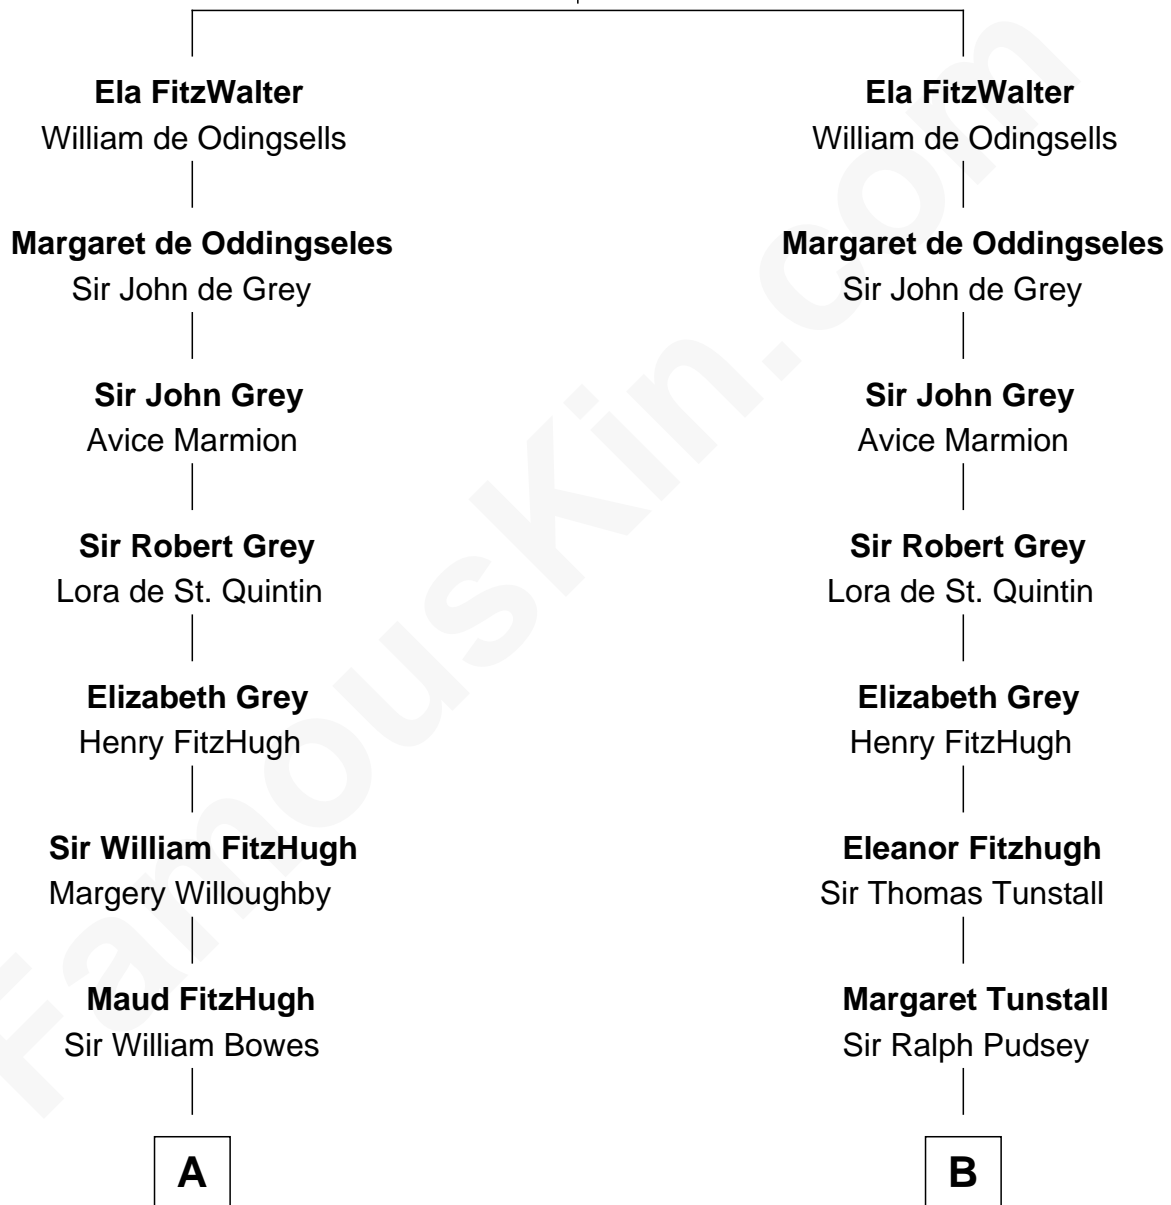 Ela FitzWalter
William de Odingsells
Margaret de Oddingseles
Sir John de Grey
Sir John Grey
Avice Marmion
Sir Robert Grey
Lora de St. Quintin
Elizabeth Grey
Henry FitzHugh
Sir William FitzHugh
Margery Willoughby
Maud FitzHugh
Sir William Bowes
A
Ela FitzWalter
William de Odingsells
Margaret de Oddingseles
Sir John de Grey
Sir John Grey
Avice Marmion
Sir Robert Grey
Lora de St. Quintin
Elizabeth Grey
Henry FitzHugh
Eleanor Fitzhugh
Sir Thomas Tunstall
Margaret Tunstall
Sir Ralph Pudsey
B
FamousKin.com